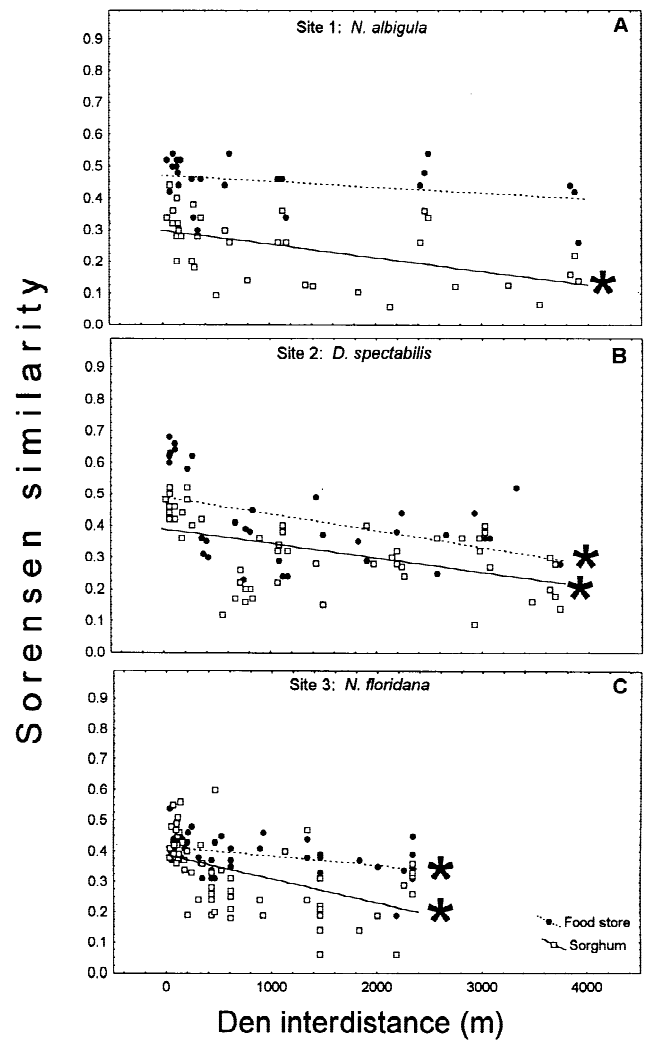 Site 1: N. albigula
A
0.9
0.8
0.7
0.6
0.5
0.4
0.3
0.2
0.1
0.0
Site 2: D. spectabilis
B
0.9
0.8
0.7
0.6
0.5
0.4
0.3
0.2
0.1
0.0
Site 3: N. floridana
C
0.9
0.8
0.7
0.6
0.5
0.4
0.3
0.2
0.1
0.0
Food store
Sorghum
0 1000 2000 3000 4000
Sorensen similarity
Den interdistance (m)